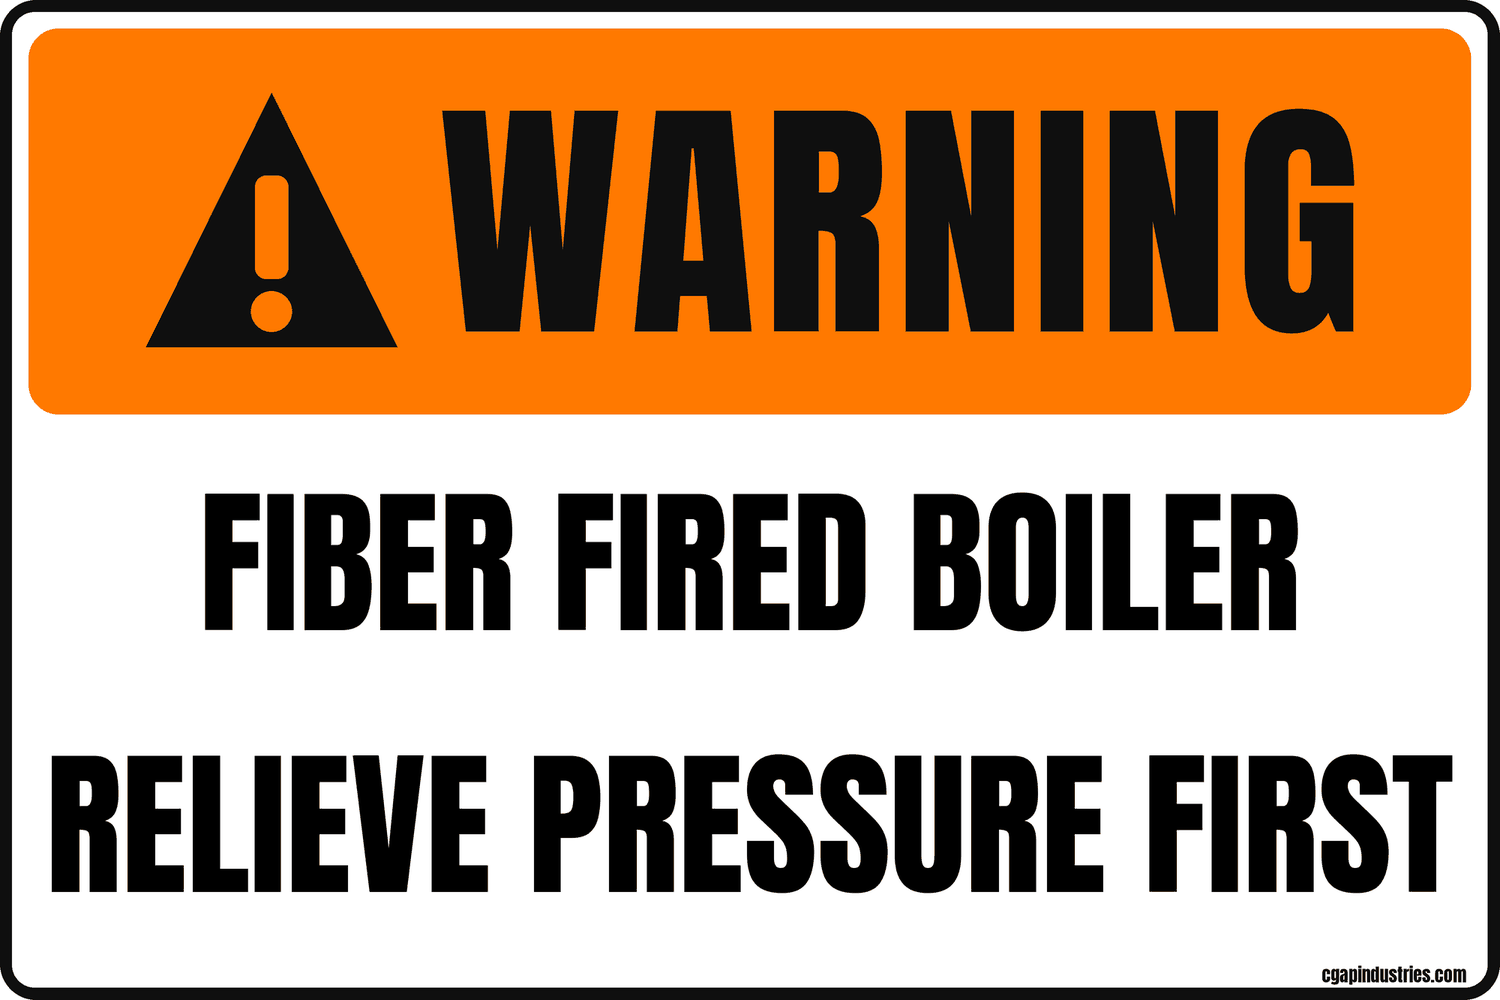 WARNING
FIBER FIRED BOILER
RELIEVE PRESSURE FIRST
cgapindustries.com